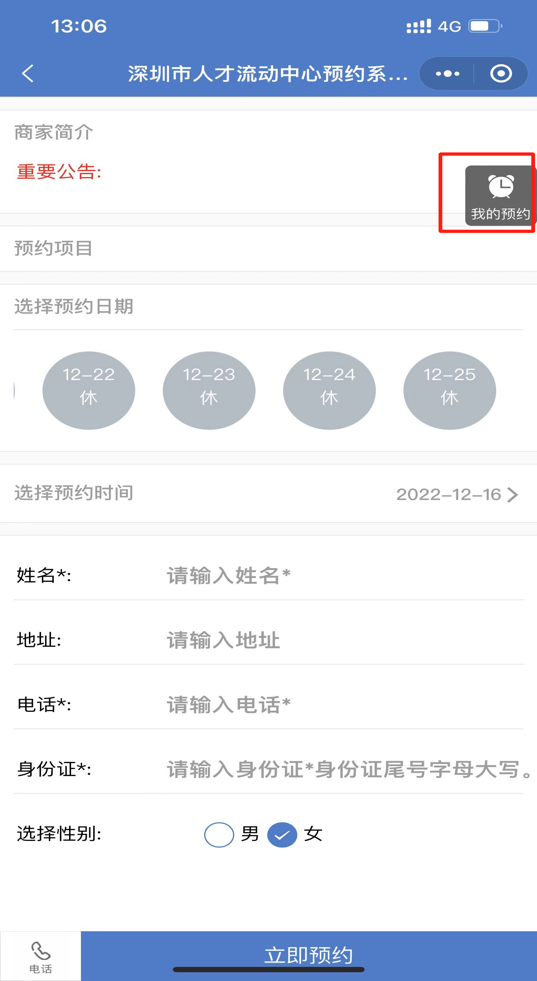 13:06
4G
深圳市人才流动中心预约系...
商家简介
重要公告:
我的预约
预约项目
选择预约日期
12-22 12-23 12-24 12-25
休 休 休 休
选择预约时间 2022-12-16
姓名*: 请输入姓名*
地址: 请输入地址
电话*: 请输入电话*
身份证*: 请输入身份证*身份证尾号字母大写。
选择性别: 男 女
电话
立即预约